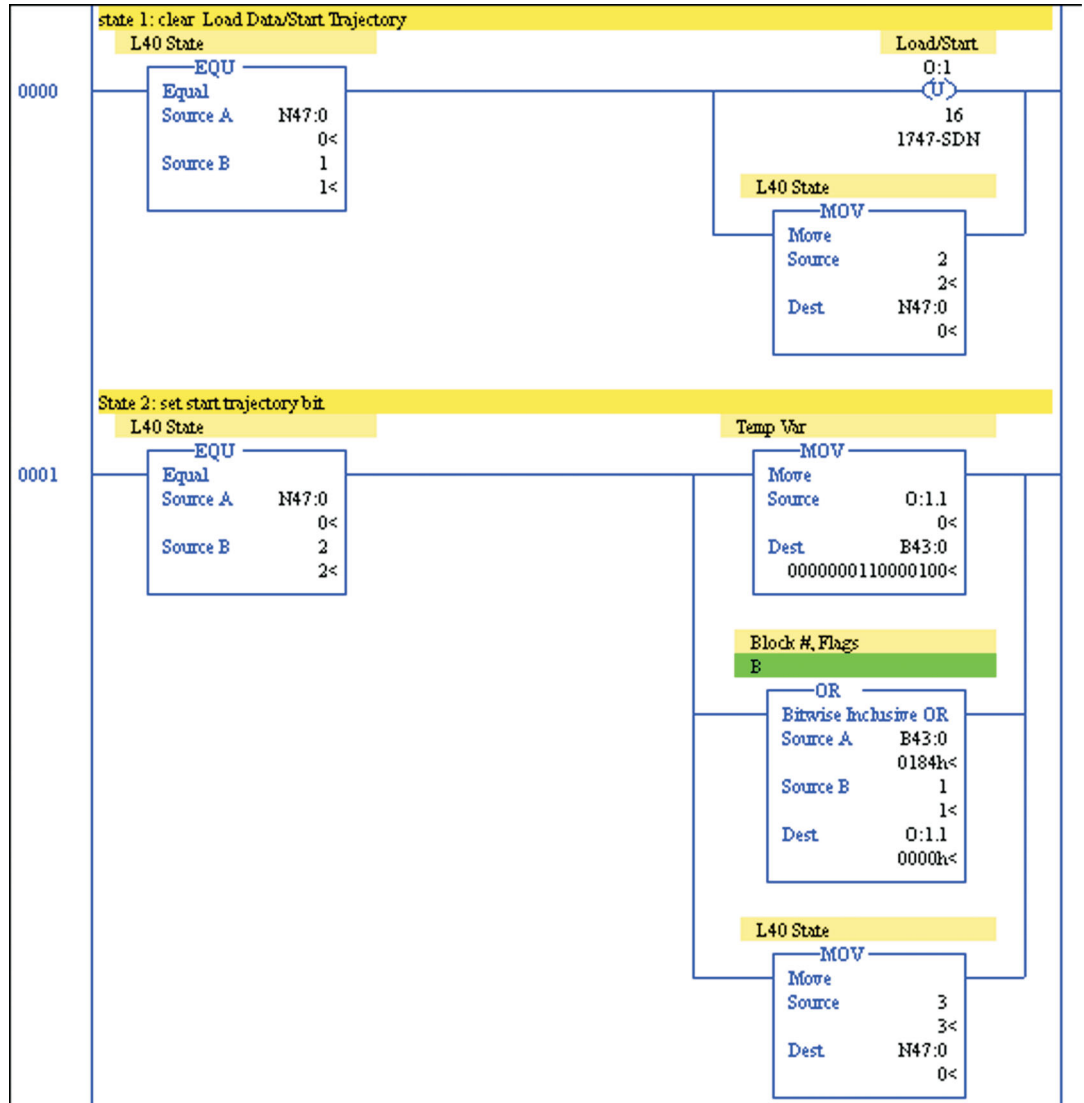 state 1: clear Load Data/Start Trajectory
L40 State
EQU
0000
Equal
Source A N47:0
0<
Source B 1
1<
Load/Start
O:1
(U)
16
1747-SDN
L40 State
MOV
Move
Source 2
2<
Dest N47:0
0<
State 2: set start trajectory bit
L40 State
EQU
0001
Equal
Source A N47:0
0<
Source B 2
2<
Temp Var
MOV
Move
Source O:1.1
0<
Dest B43:0
0000000110000100<
Block #, Flags
B
OR
Bitwise Inclusive OR
Source A B43:0
0184h<
Source B 1
1<
Dest O:1.1
0000h<
L40 State
MOV
Move
Source 3
3<
Dest N47:0
0<